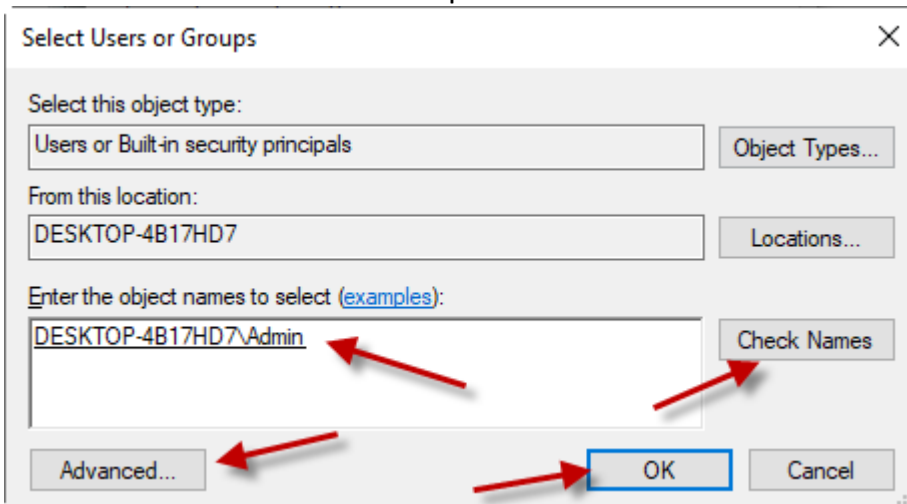 Select Users or Groups
Select this object type:
Users or Built-in security principals
Object Types...
From this location:
DESKTOP-4B17HD7
Locations...
Enter the object names to select (examples):
DESKTOP-4B17HD7\Admin
Check Names
Advanced...
OK
Cancel